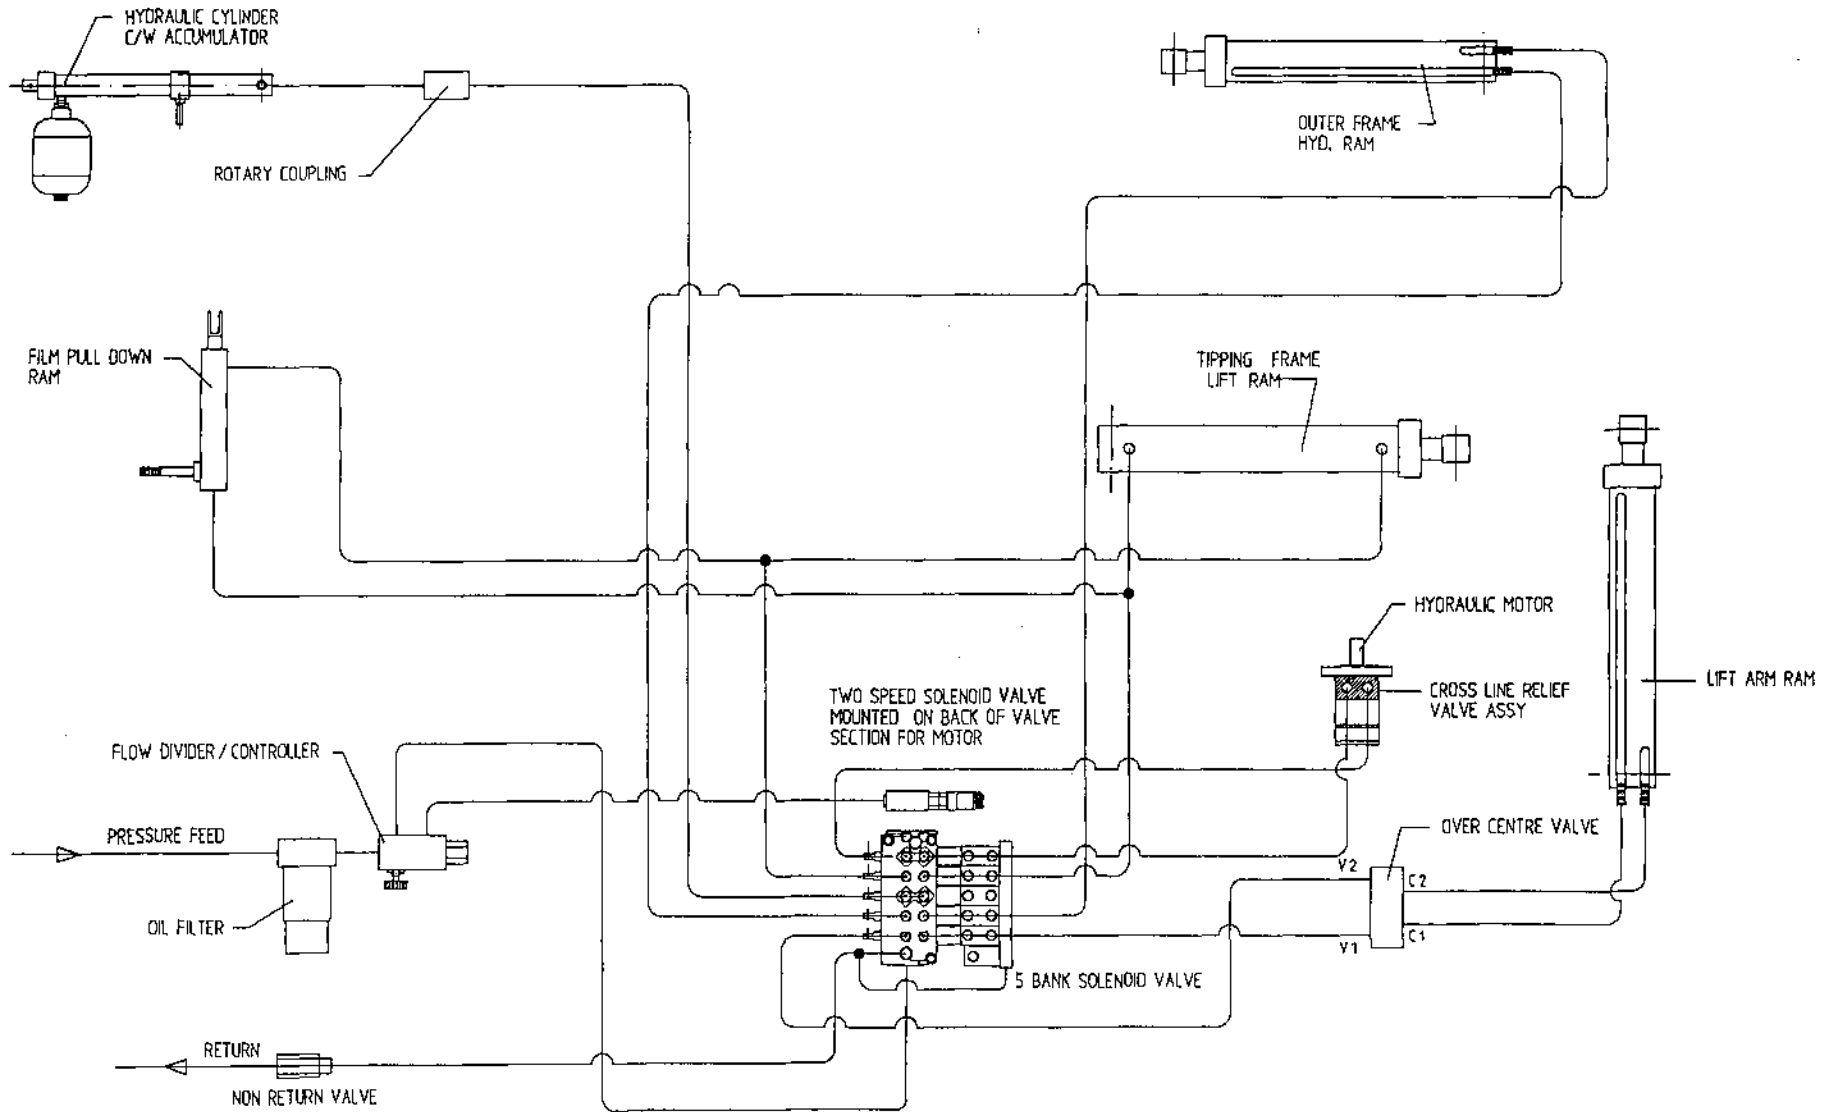 HYDRAULIC CYLINDER
C/W ACCUMULATOR
ROTARY COUPLING
OUTER FRAME
HYD. RAM
FILM PULL DOWN
RAM
TIPPING FRAME
LIFT RAM
HYDRAULIC MOTOR
CROSS LINE RELIEF
VALVE ASSY
LIFT ARM RAM
TWO SPEED SOLENOID VALVE
MOUNTED ON BACK OF VALVE
SECTION FOR MOTOR
FLOW DIVIDER/CONTROLLER
PRESSURE FEED
OIL FILTER
OVER CENTRE VALVE
V2
C2
C1
V1
5 BANK SOLENOID VALVE
RETURN
NON RETURN VALVE